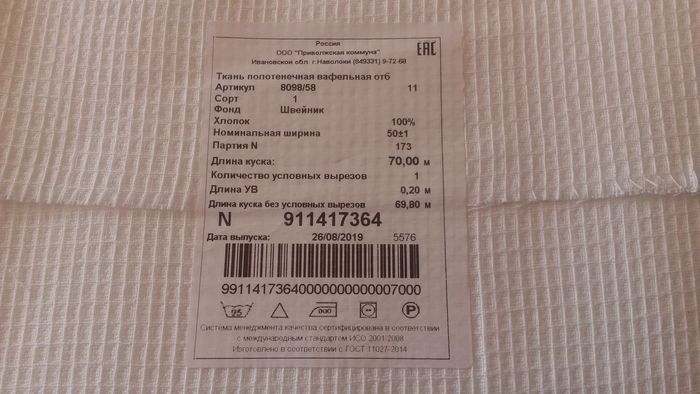 Россия
ООО "Приволжская коммуна"
Ивановской обл. г.Наволоки (849331) 9-72-68
EAC
Ткань полотенечная вафельная отб
Артикул 8098/58 11
Сорт 1
Фонд Швейник
Хлопок 100%
Номинальная ширина 50±1
Партия N 173
Длина куска: 70,00 м
Количество условных вырезов 1
Длина УВ 0,20 м
Длина куска без условных вырезов 69,80 м
N 911417364
Дата выпуска: 26/08/2019 5576
99114173640000000000007000
25 P
Система менеджмента качества сертифицирована в соответствии
с международным стандартом ИСО 2001:2008
Изготовлено в соответствии с ГОСТ 11027-2014